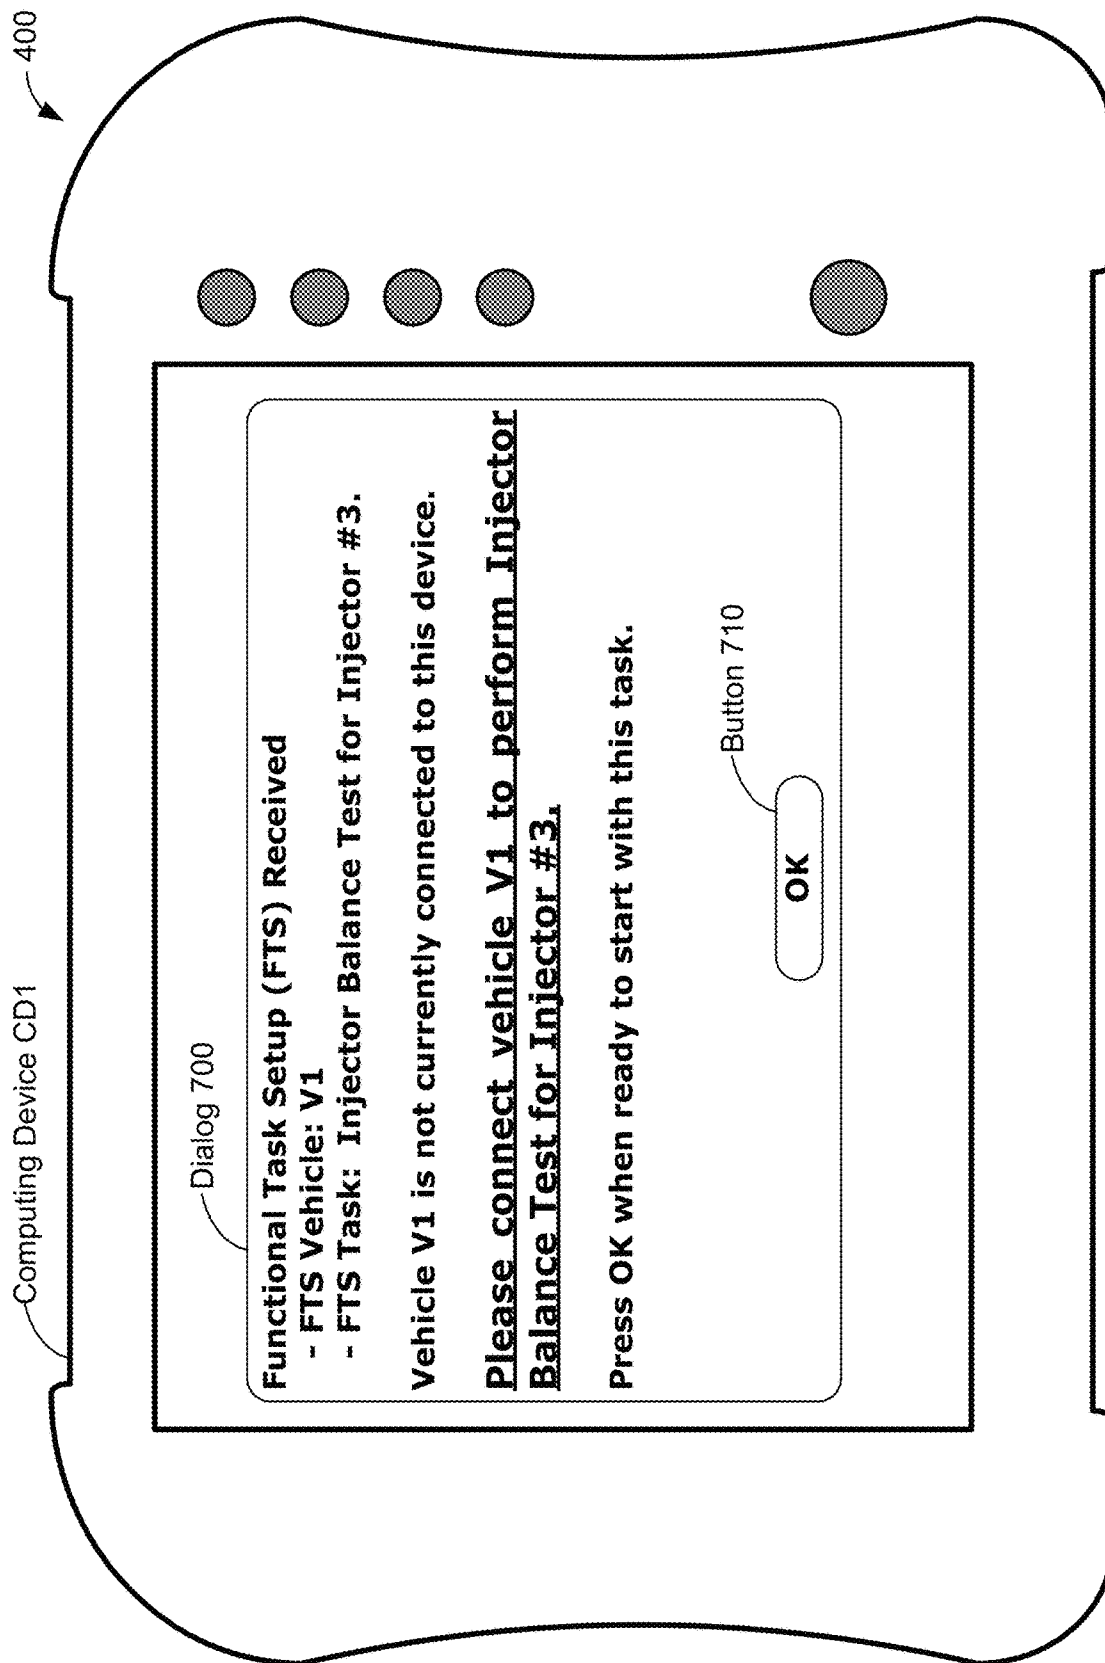 400
Computing Device CD1
Dialog 700
Functional Task Setup (FTS) Received
- FTS Vehicle: V1
- FTS Task: Injector Balance Test for Injector #3.
Vehicle V1 is not currently connected to this device.
Please connect vehicle V1 to perform Injector
Balance Test for Injector #3.
Press OK when ready to start with this task.
Button 710
OK